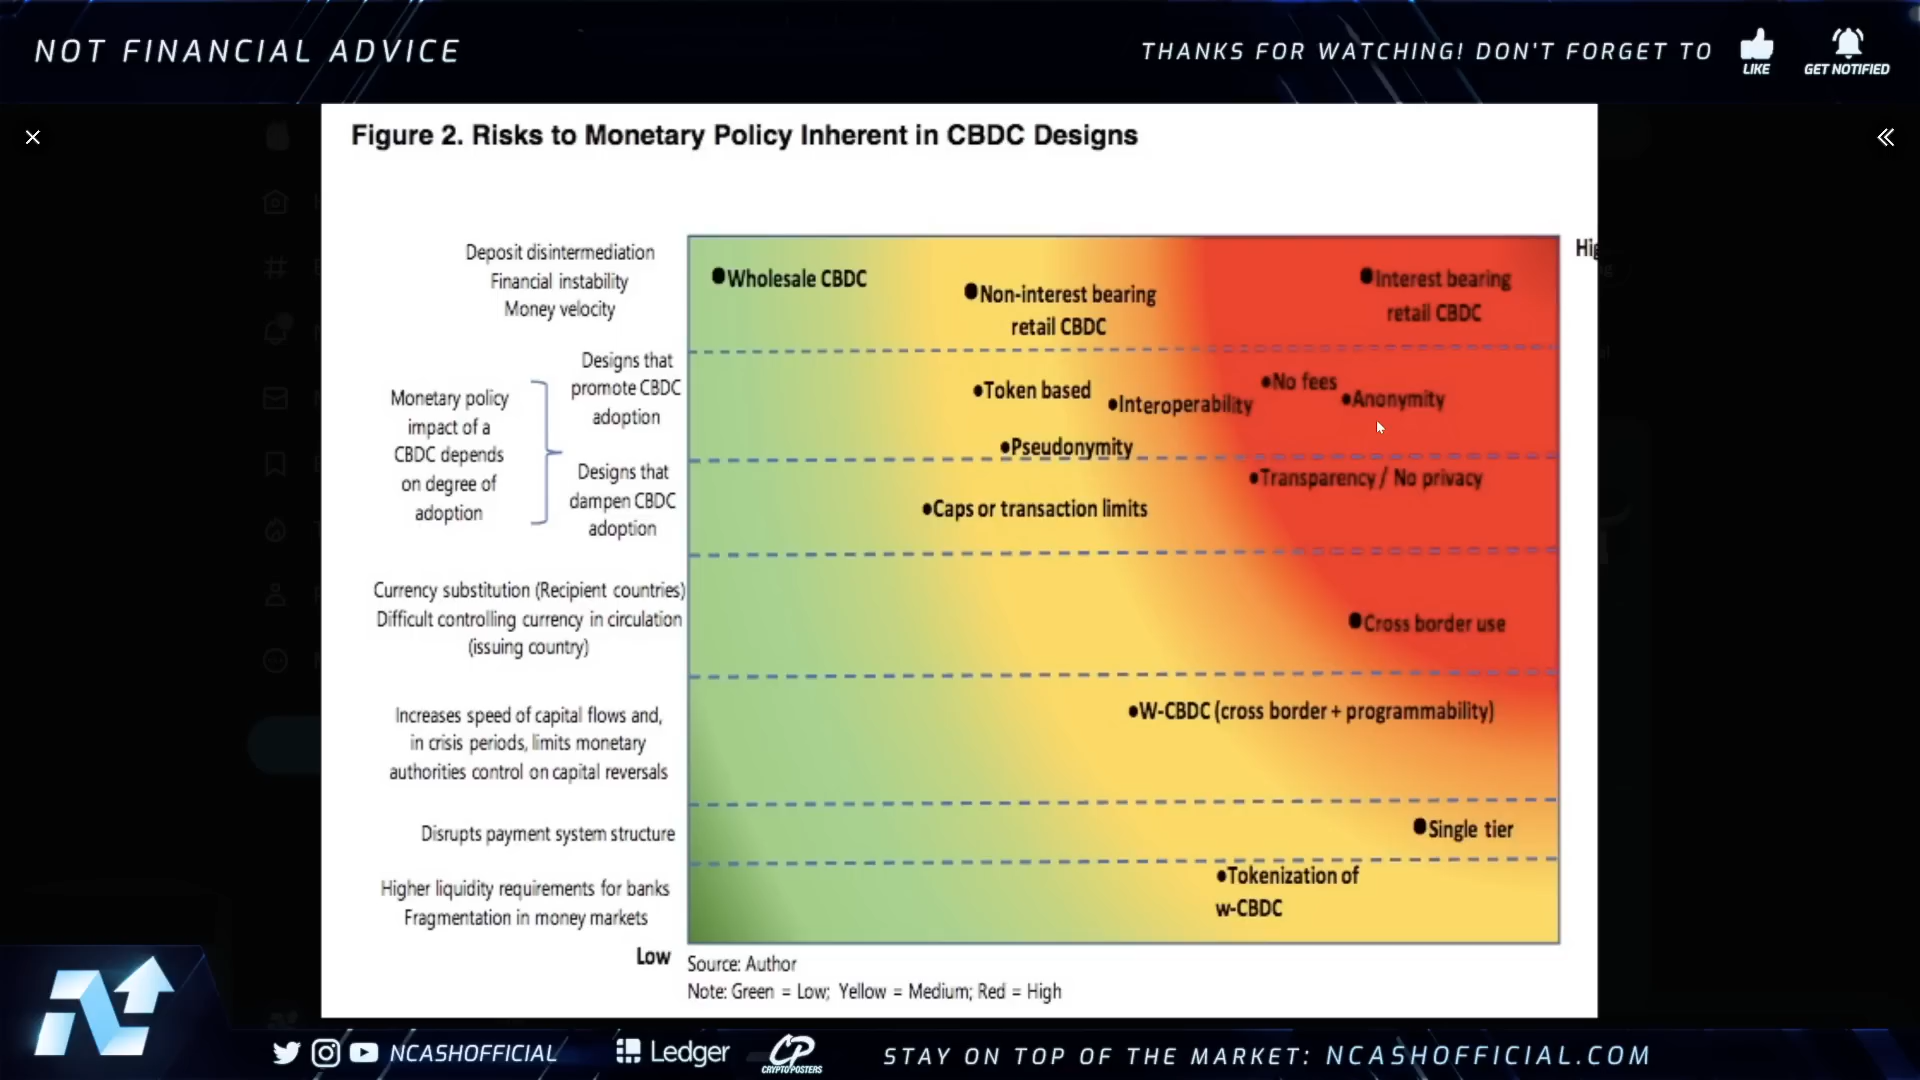 NOT FINANCIAL ADVICE
THANKS FOR WATCHING! DON'T FORGET TO
LIKE
GET NOTIFIED
Figure 2. Risks to Monetary Policy Inherent in CBDC Designs
Deposit disintermediation
Financial instability
Money velocity
Wholesale CBDC
Non-interest bearing
retail CBDC
Interest bearing
retail CBDC
Monetary policy
impact of a
CBDC depends
on degree of
adoption
Designs that
promote CBDC
adoption
Token based
Interoperability
No fees
Anonymity
Pseudonymity
Designs that
dampen CBDC
adoption
Transparency / No privacy
Caps or transaction limits
Currency substitution (Recipient countries)
Difficult controlling currency in circulation
(issuing country)
Cross border use
Increases speed of capital flows and,
in crisis periods, limits monetary
authorities control on capital reversals
W-CBDC (cross border + programmability)
Disrupts payment system structure
Single tier
Higher liquidity requirements for banks
Fragmentation in money markets
Tokenization of
w-CBDC
Low
Source: Author
Note: Green = Low; Yellow = Medium; Red = High
NCASHOFFICIAL
Ledger
CP
CRYPTOPOSTERS
STAY ON TOP OF THE MARKET: NCASHOFFICIAL.COM